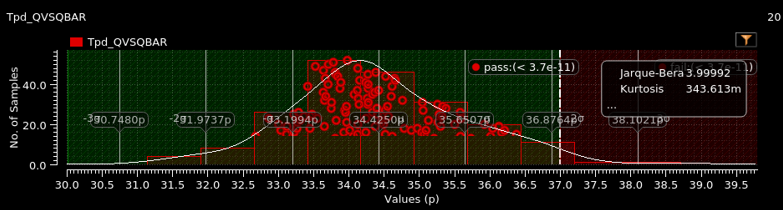 Tpd_QVSQBAR 20
Tpd_QVSQBAR
pass:(< 3.7e-11)
Jarque-Bera 3.99992
Kurtosis 343.613m
...
No. of Samples
40.0
20.0
0.0
30.7480p 31.9737p 33.1994p 34.4250p 35.6507p 36.8764p 38.1021p
30.0 30.5 31.0 31.5 32.0 32.5 33.0 33.5 34.0 34.5 35.0 35.5 36.0 36.5 37.0 37.5 38.0 38.5 39.0 39.5
Values (p)